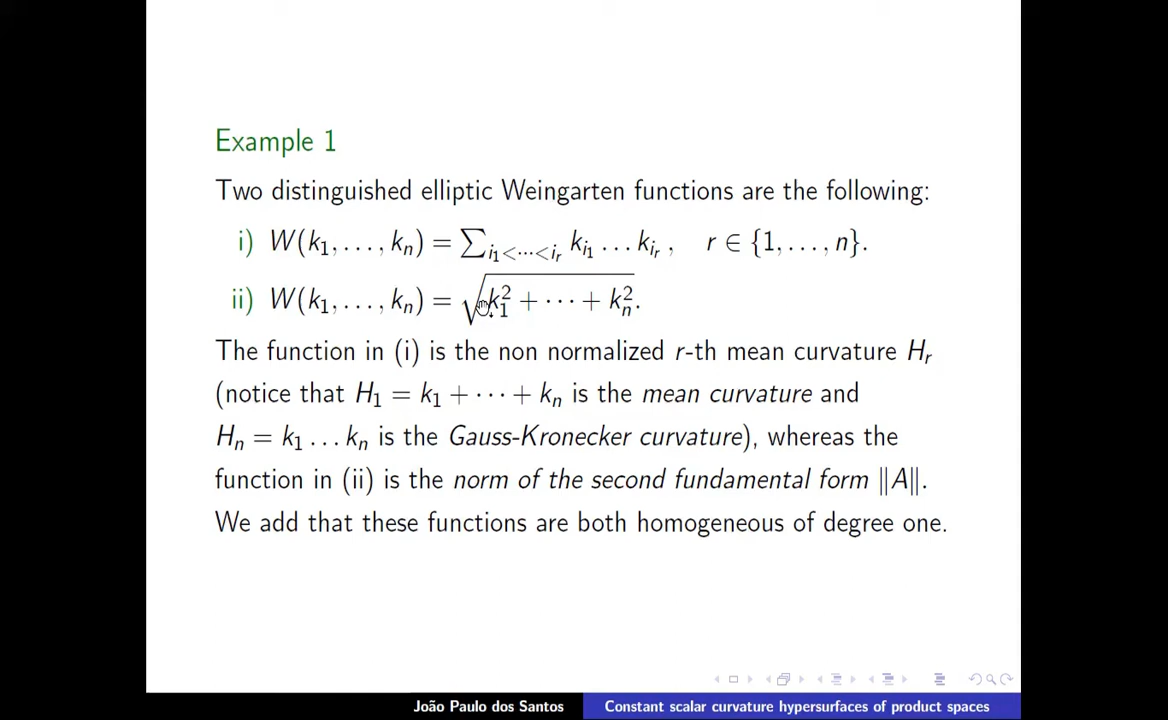 Example 1
Two distinguished elliptic Weingarten functions are the following:
i) W(k₁, . . . , kₙ) = ∑_{i₁<···<iᵣ} k_{i₁} . . . k_{iᵣ} , r ∈ {1, . . . , n}.
ii) W(k₁, . . . , kₙ) = √(k₁² + · · · + kₙ²).
The function in (i) is the non normalized r-th mean curvature Hᵣ
(notice that H₁ = k₁ + · · · + kₙ is the mean curvature and
Hₙ = k₁ . . . kₙ is the Gauss-Kronecker curvature), whereas the
function in (ii) is the norm of the second fundamental form ‖A‖.
We add that these functions are both homogeneous of degree one.
João Paulo dos Santos Constant scalar curvature hypersurfaces of product spaces